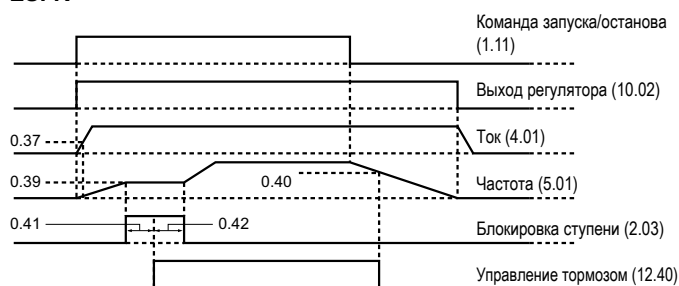 Команда запуска/останова
(1.11)
Выход регулятора (10.02)
0.37
Ток (4.01)
0.39
0.40
Частота (5.01)
0.41
0.42
Блокировка ступени (2.03)
Управление тормозом (12.40)